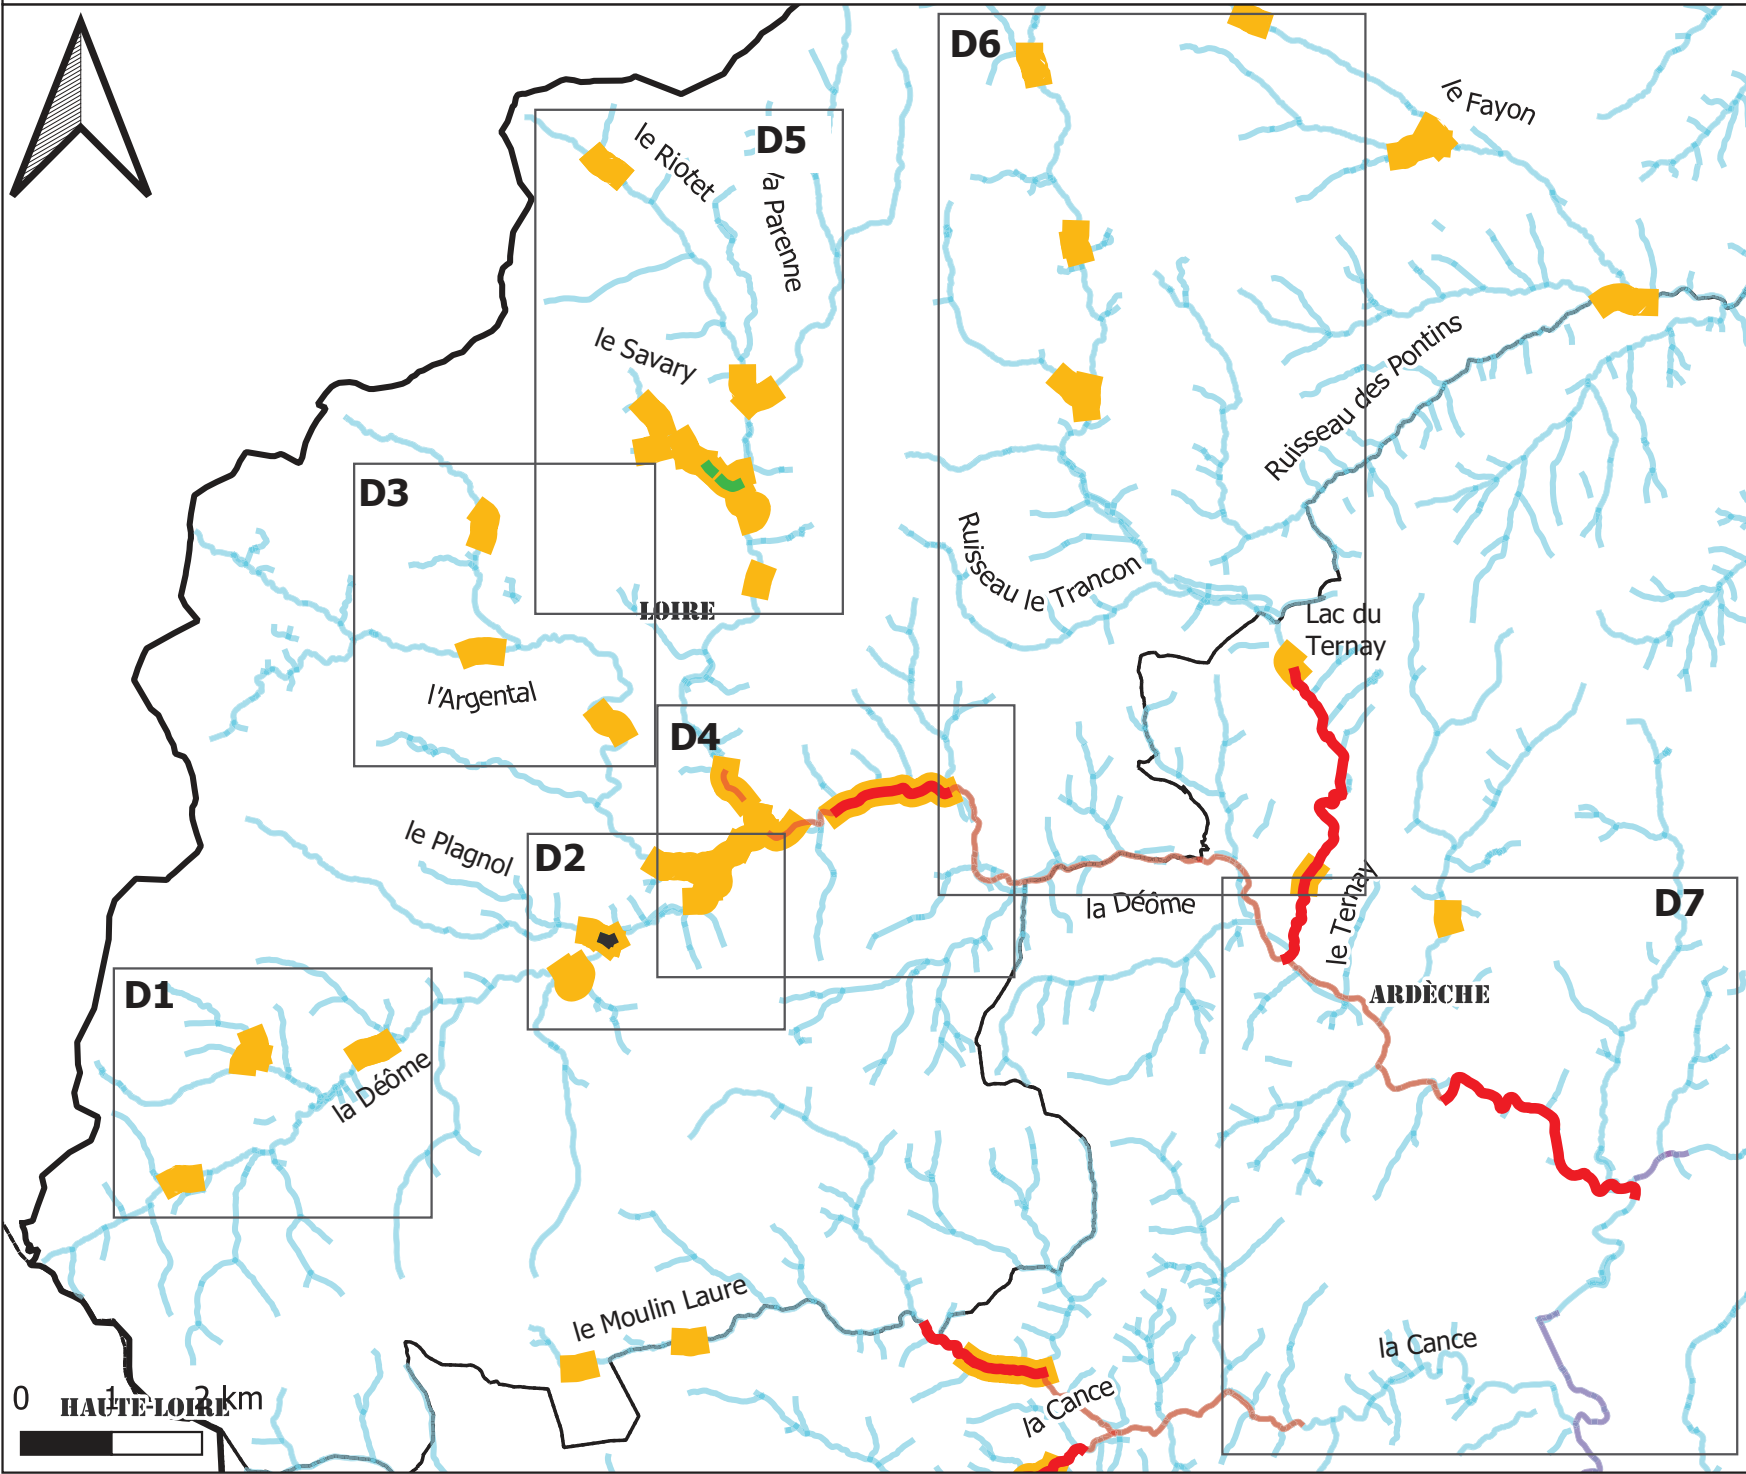 D6
le Fayon
D5
le Riotet
la Parenne
le Savary
Ruisseau des Pontins
D3
Ruisseau le Trancon
LOIRE
Lac du
Ternay
l'Argental
D4
le Plagnol
D2
la Déôme
le Ternay
D7
D1
ARDÈCHE
la Déôme
le Moulin Laure
la Cance
la Cance
0 1 2 km
HAUTE-LOIRE